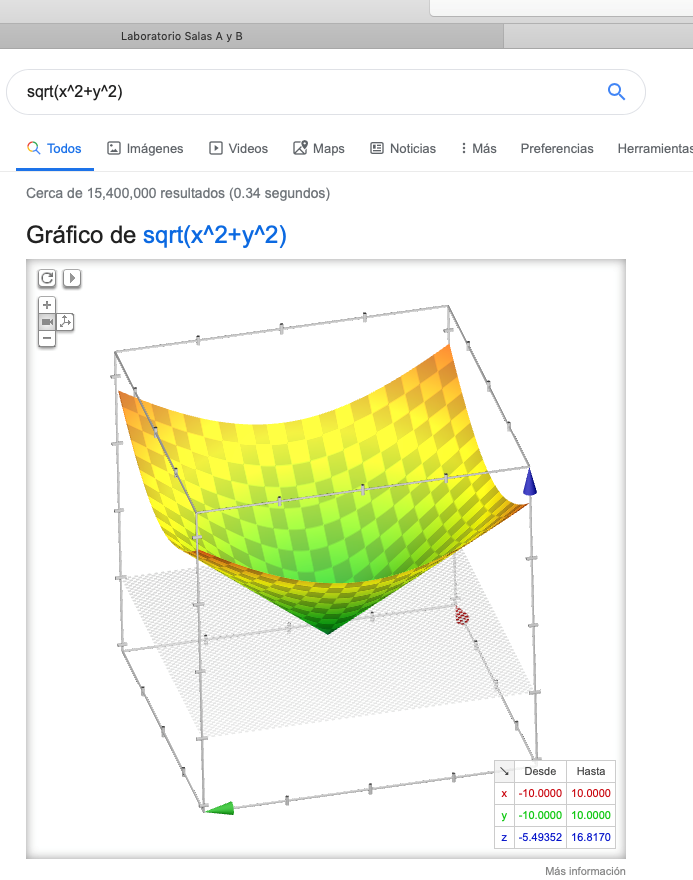 Laboratorio Salas A y B
sqrt(x^2+y^2)
Todos Imágenes Videos Maps Noticias Más Preferencias Herramientas
Cerca de 15,400,000 resultados (0.34 segundos)
Gráfico de sqrt(x^2+y^2)
Desde Hasta
x -10.0000 10.0000
y -10.0000 10.0000
z -5.49352 16.8170
Más información